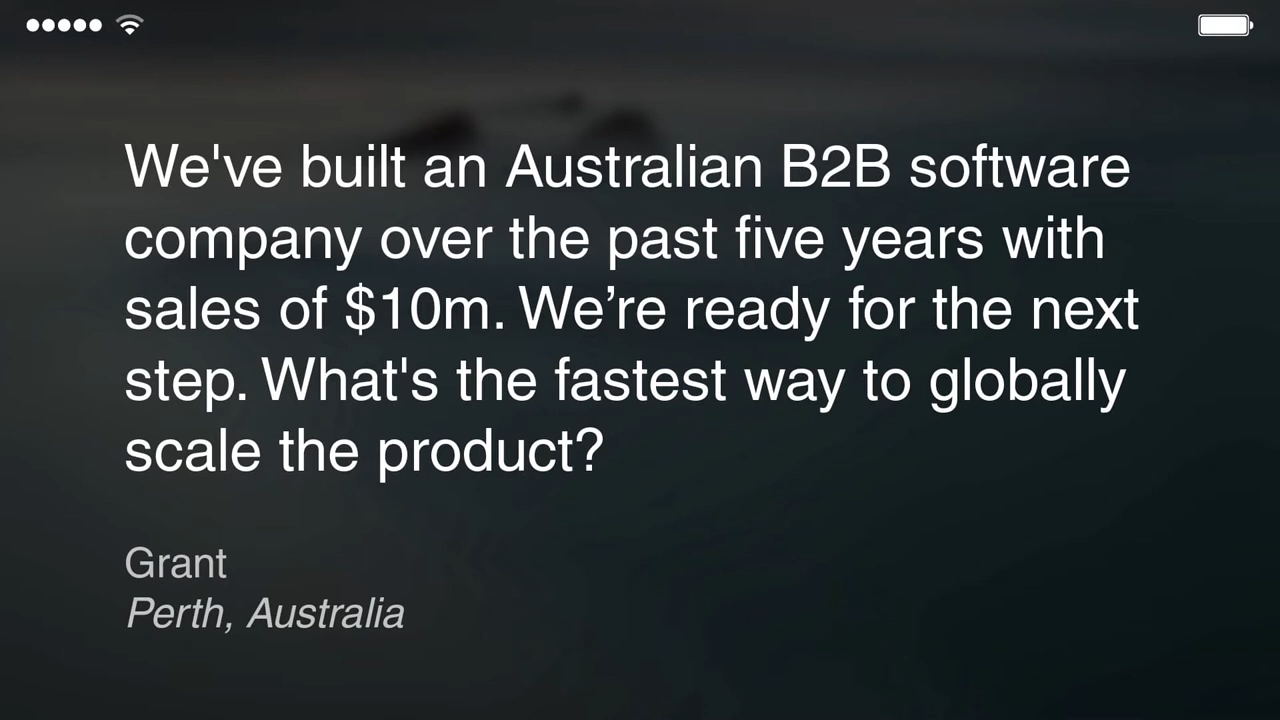 We've built an Australian B2B software
company over the past five years with
sales of $10m. We’re ready for the next
step. What's the fastest way to globally
scale the product?
Grant
Perth, Australia